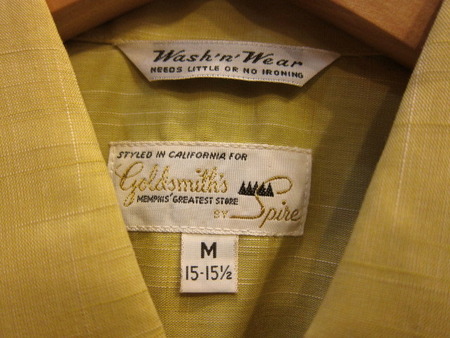 Wash 'n' Wear
NEEDS LITTLE OR NO IRONING
STYLED IN CALIFORNIA FOR
Goldsmith's
MEMPHIS' GREATEST STORE
BY Spire
M
15-15½